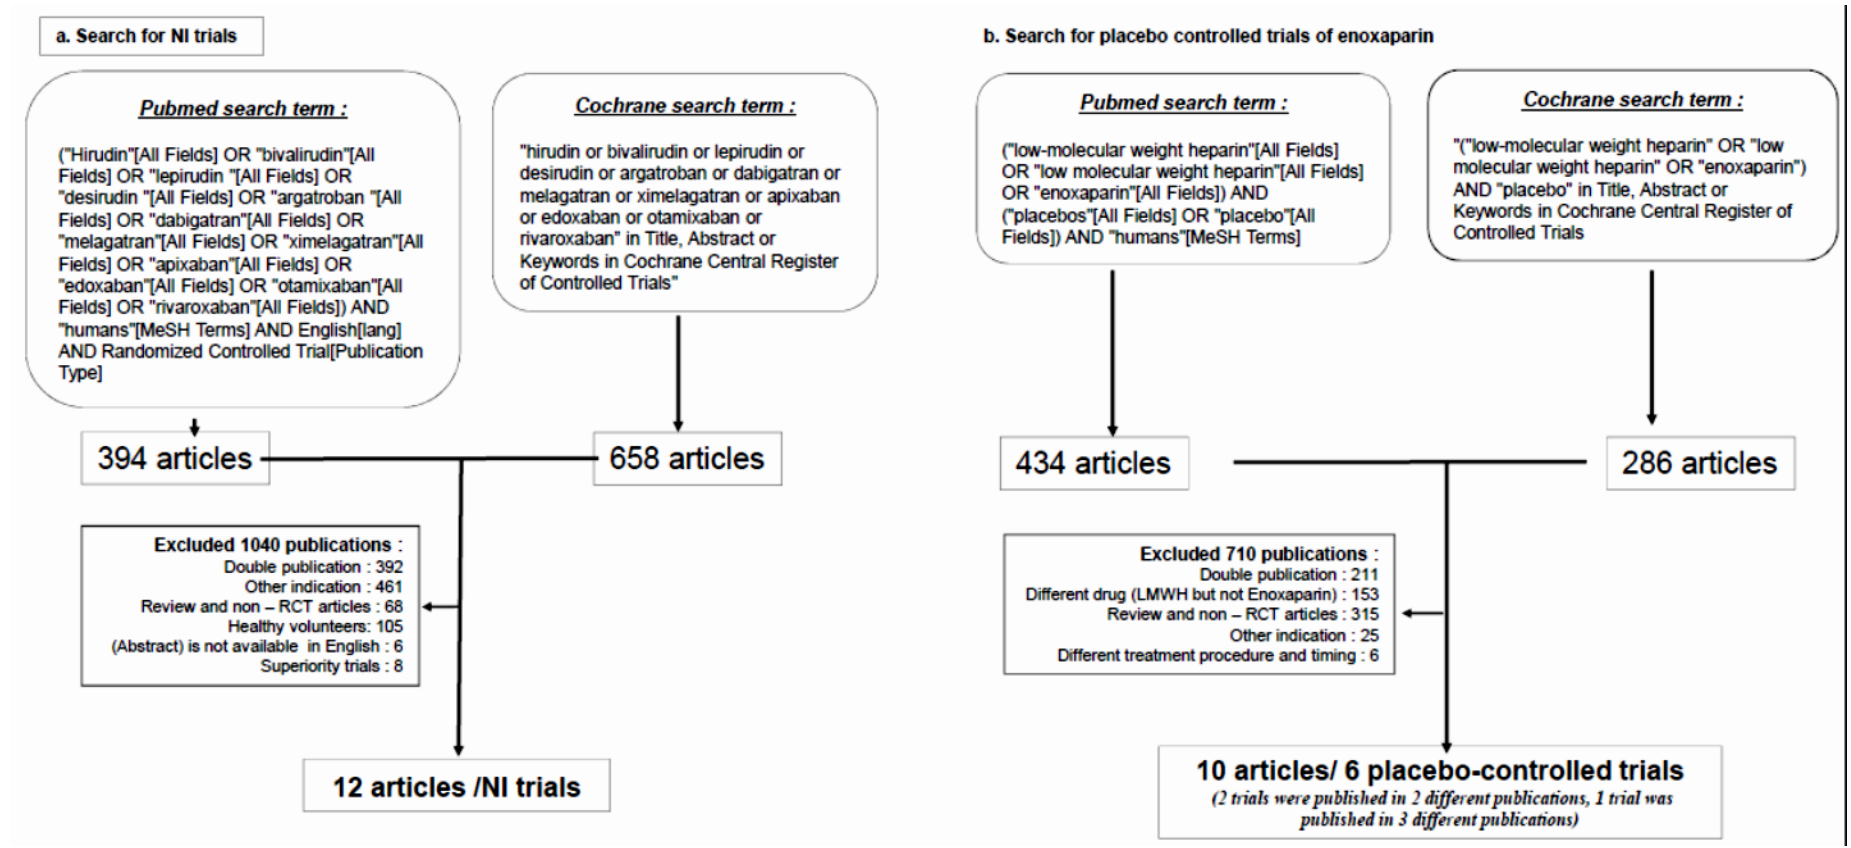 a. Search for NI trials
Pubmed search term :
("Hirudin"[All Fields] OR "bivalirudin"[All
Fields] OR "lepirudin "[All Fields] OR
"desirudin "[All Fields] OR "argatroban "[All
Fields] OR "dabigatran"[All Fields] OR
"melagatran"[All Fields] OR "ximelagatran"[All
Fields] OR "apixaban"[All Fields] OR
"edoxaban"[All Fields] OR "otamixaban"[All
Fields] OR "rivaroxaban"[All Fields]) AND
"humans"[MeSH Terms] AND English[lang]
AND Randomized Controlled Trial[Publication
Type]
Cochrane search term :
"hirudin or bivalirudin or lepirudin or
desirudin or argatroban or dabigatran or
melagatran or ximelagatran or apixaban
or edoxaban or otamixaban or
rivaroxaban" in Title, Abstract or
Keywords in Cochrane Central Register
of Controlled Trials"
394 articles
658 articles
Excluded 1040 publications :
Double publication : 392
Other indication : 461
Review and non – RCT articles : 68
Healthy volunteers: 105
(Abstract) is not available in English : 6
Superiority trials : 8
12 articles /NI trials
b. Search for placebo controlled trials of enoxaparin
Pubmed search term :
("low-molecular weight heparin"[All Fields]
OR "low molecular weight heparin"[All Fields]
OR "enoxaparin"[All Fields]) AND
("placebos"[All Fields] OR "placebo"[All
Fields]) AND "humans"[MeSH Terms]
Cochrane search term :
"("low-molecular weight heparin" OR "low
molecular weight heparin" OR "enoxaparin")
AND "placebo" in Title, Abstract or
Keywords in Cochrane Central Register of
Controlled Trials
434 articles
286 articles
Excluded 710 publications :
Double publication : 211
Different drug (LMWH but not Enoxaparin) : 153
Review and non – RCT articles : 315
Other indication : 25
Different treatment procedure and timing : 6
10 articles/ 6 placebo-controlled trials
(2 trials were published in 2 different publications, 1 trial was
published in 3 different publications)